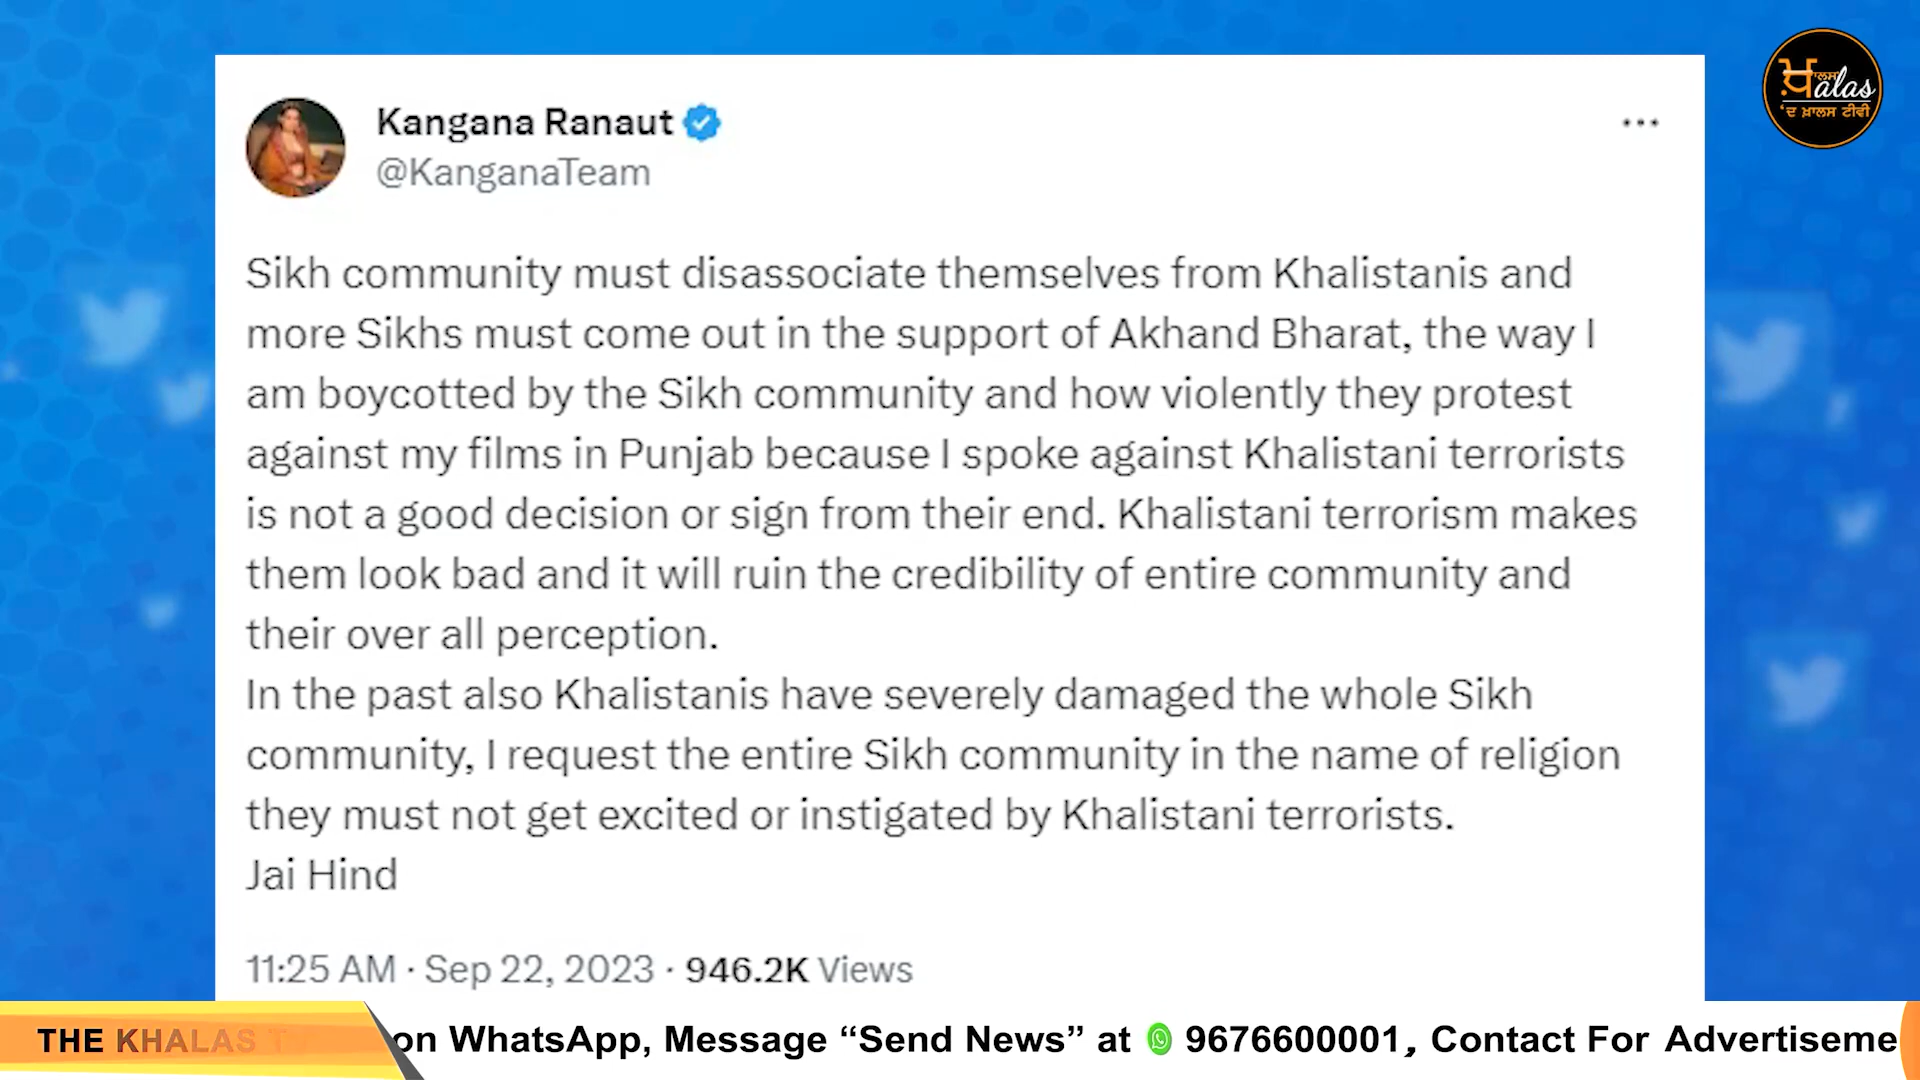 Kangana Ranaut
@KanganaTeam
ਖ਼ਾਲਸ
alas
'ਦ ਖ਼ਾਲਸ ਟੀਵੀ
Sikh community must disassociate themselves from Khalistanis and
more Sikhs must come out in the support of Akhand Bharat, the way I
am boycotted by the Sikh community and how violently they protest
against my films in Punjab because I spoke against Khalistani terrorists
is not a good decision or sign from their end. Khalistani terrorism makes
them look bad and it will ruin the credibility of entire community and
their over all perception.
In the past also Khalistanis have severely damaged the whole Sikh
community, I request the entire Sikh community in the name of religion
they must not get excited or instigated by Khalistani terrorists.
Jai Hind
11:25 AM · Sep 22, 2023 · 946.2K Views
THE KHALAS T on WhatsApp, Message “Send News” at 9676600001, Contact For Advertiseme